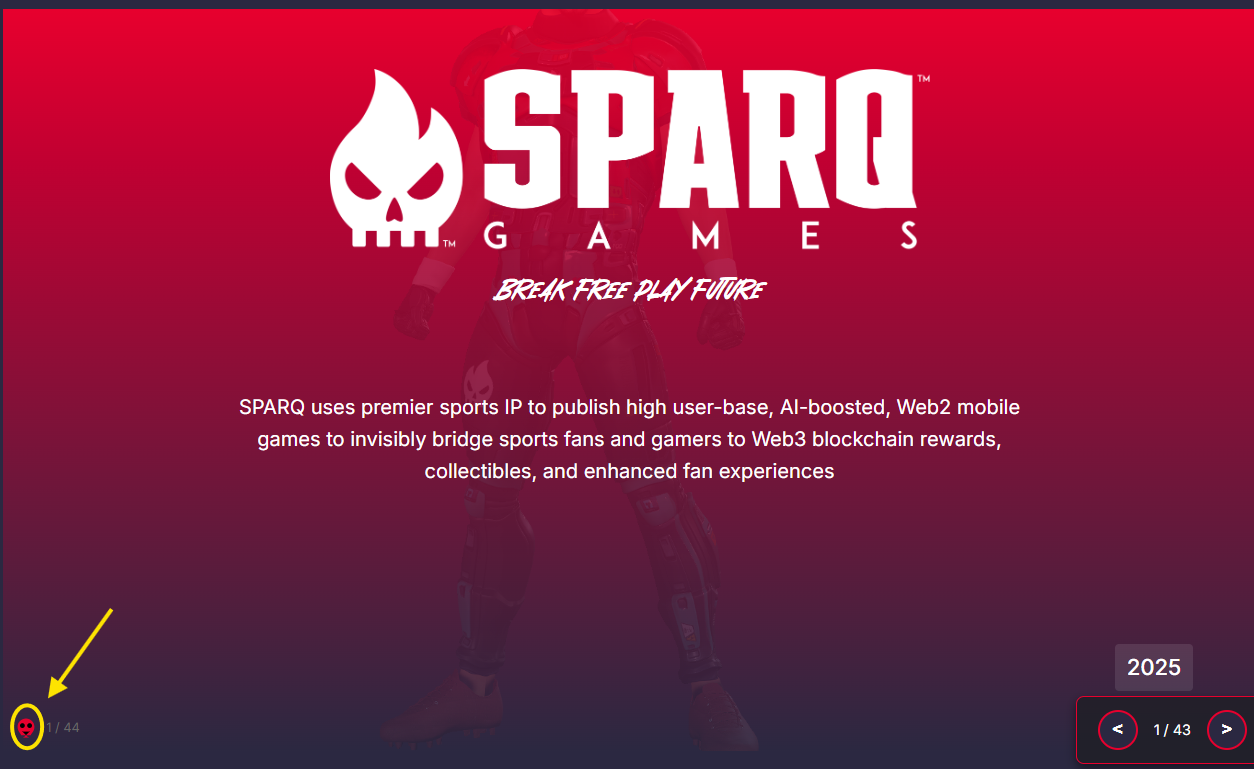 SPARQ™
™ GAMES
BREAK FREE PLAY FUTURE
SPARQ uses premier sports IP to publish high user-base, AI-boosted, Web2 mobile
games to invisibly bridge sports fans and gamers to Web3 blockchain rewards,
collectibles, and enhanced fan experiences
2025
1 / 44
< 1 / 43 >